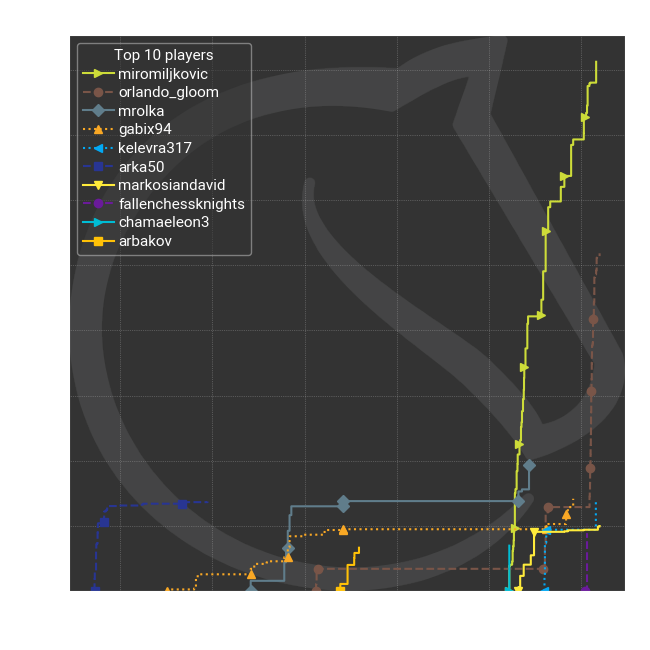 Top 10 players
miromiljkovic
orlando_gloom
mrolka
gabix94
kelevra317
arka50
markosiandavid
fallenchessknights
chamaeleon3
arbakov